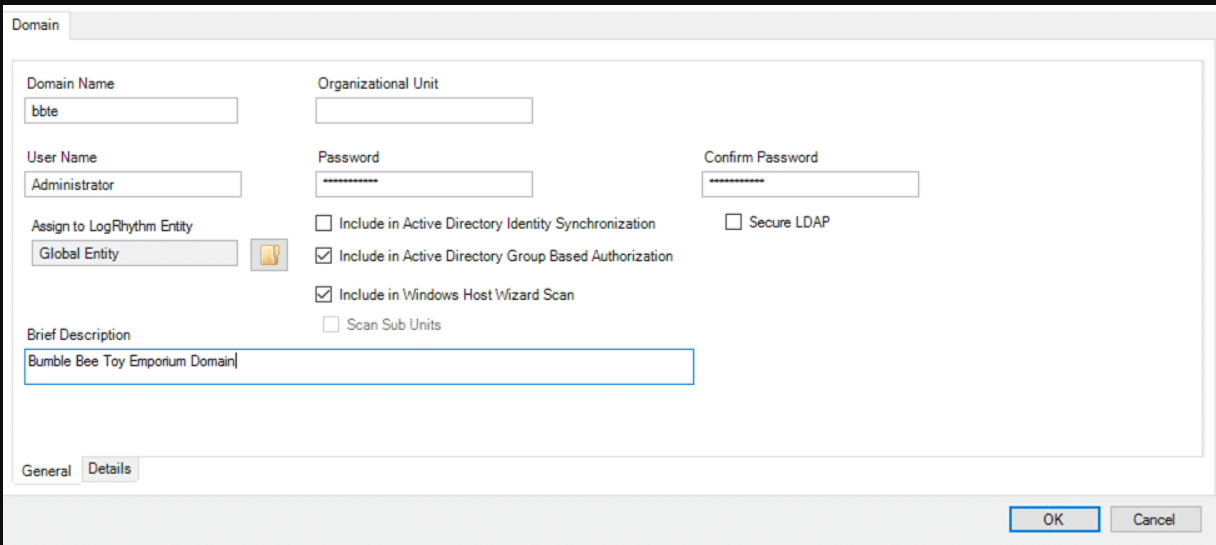 Domain
Domain Name Organizational Unit
bbte
User Name Password Confirm Password
Administrator *********** ***********
Assign to LogRhythm Entity Include in Active Directory Identity Synchronization Secure LDAP
Global Entity Include in Active Directory Group Based Authorization
Include in Windows Host Wizard Scan
Scan Sub Units
Brief Description
Bumble Bee Toy Emporium Domain
General Details
OK Cancel